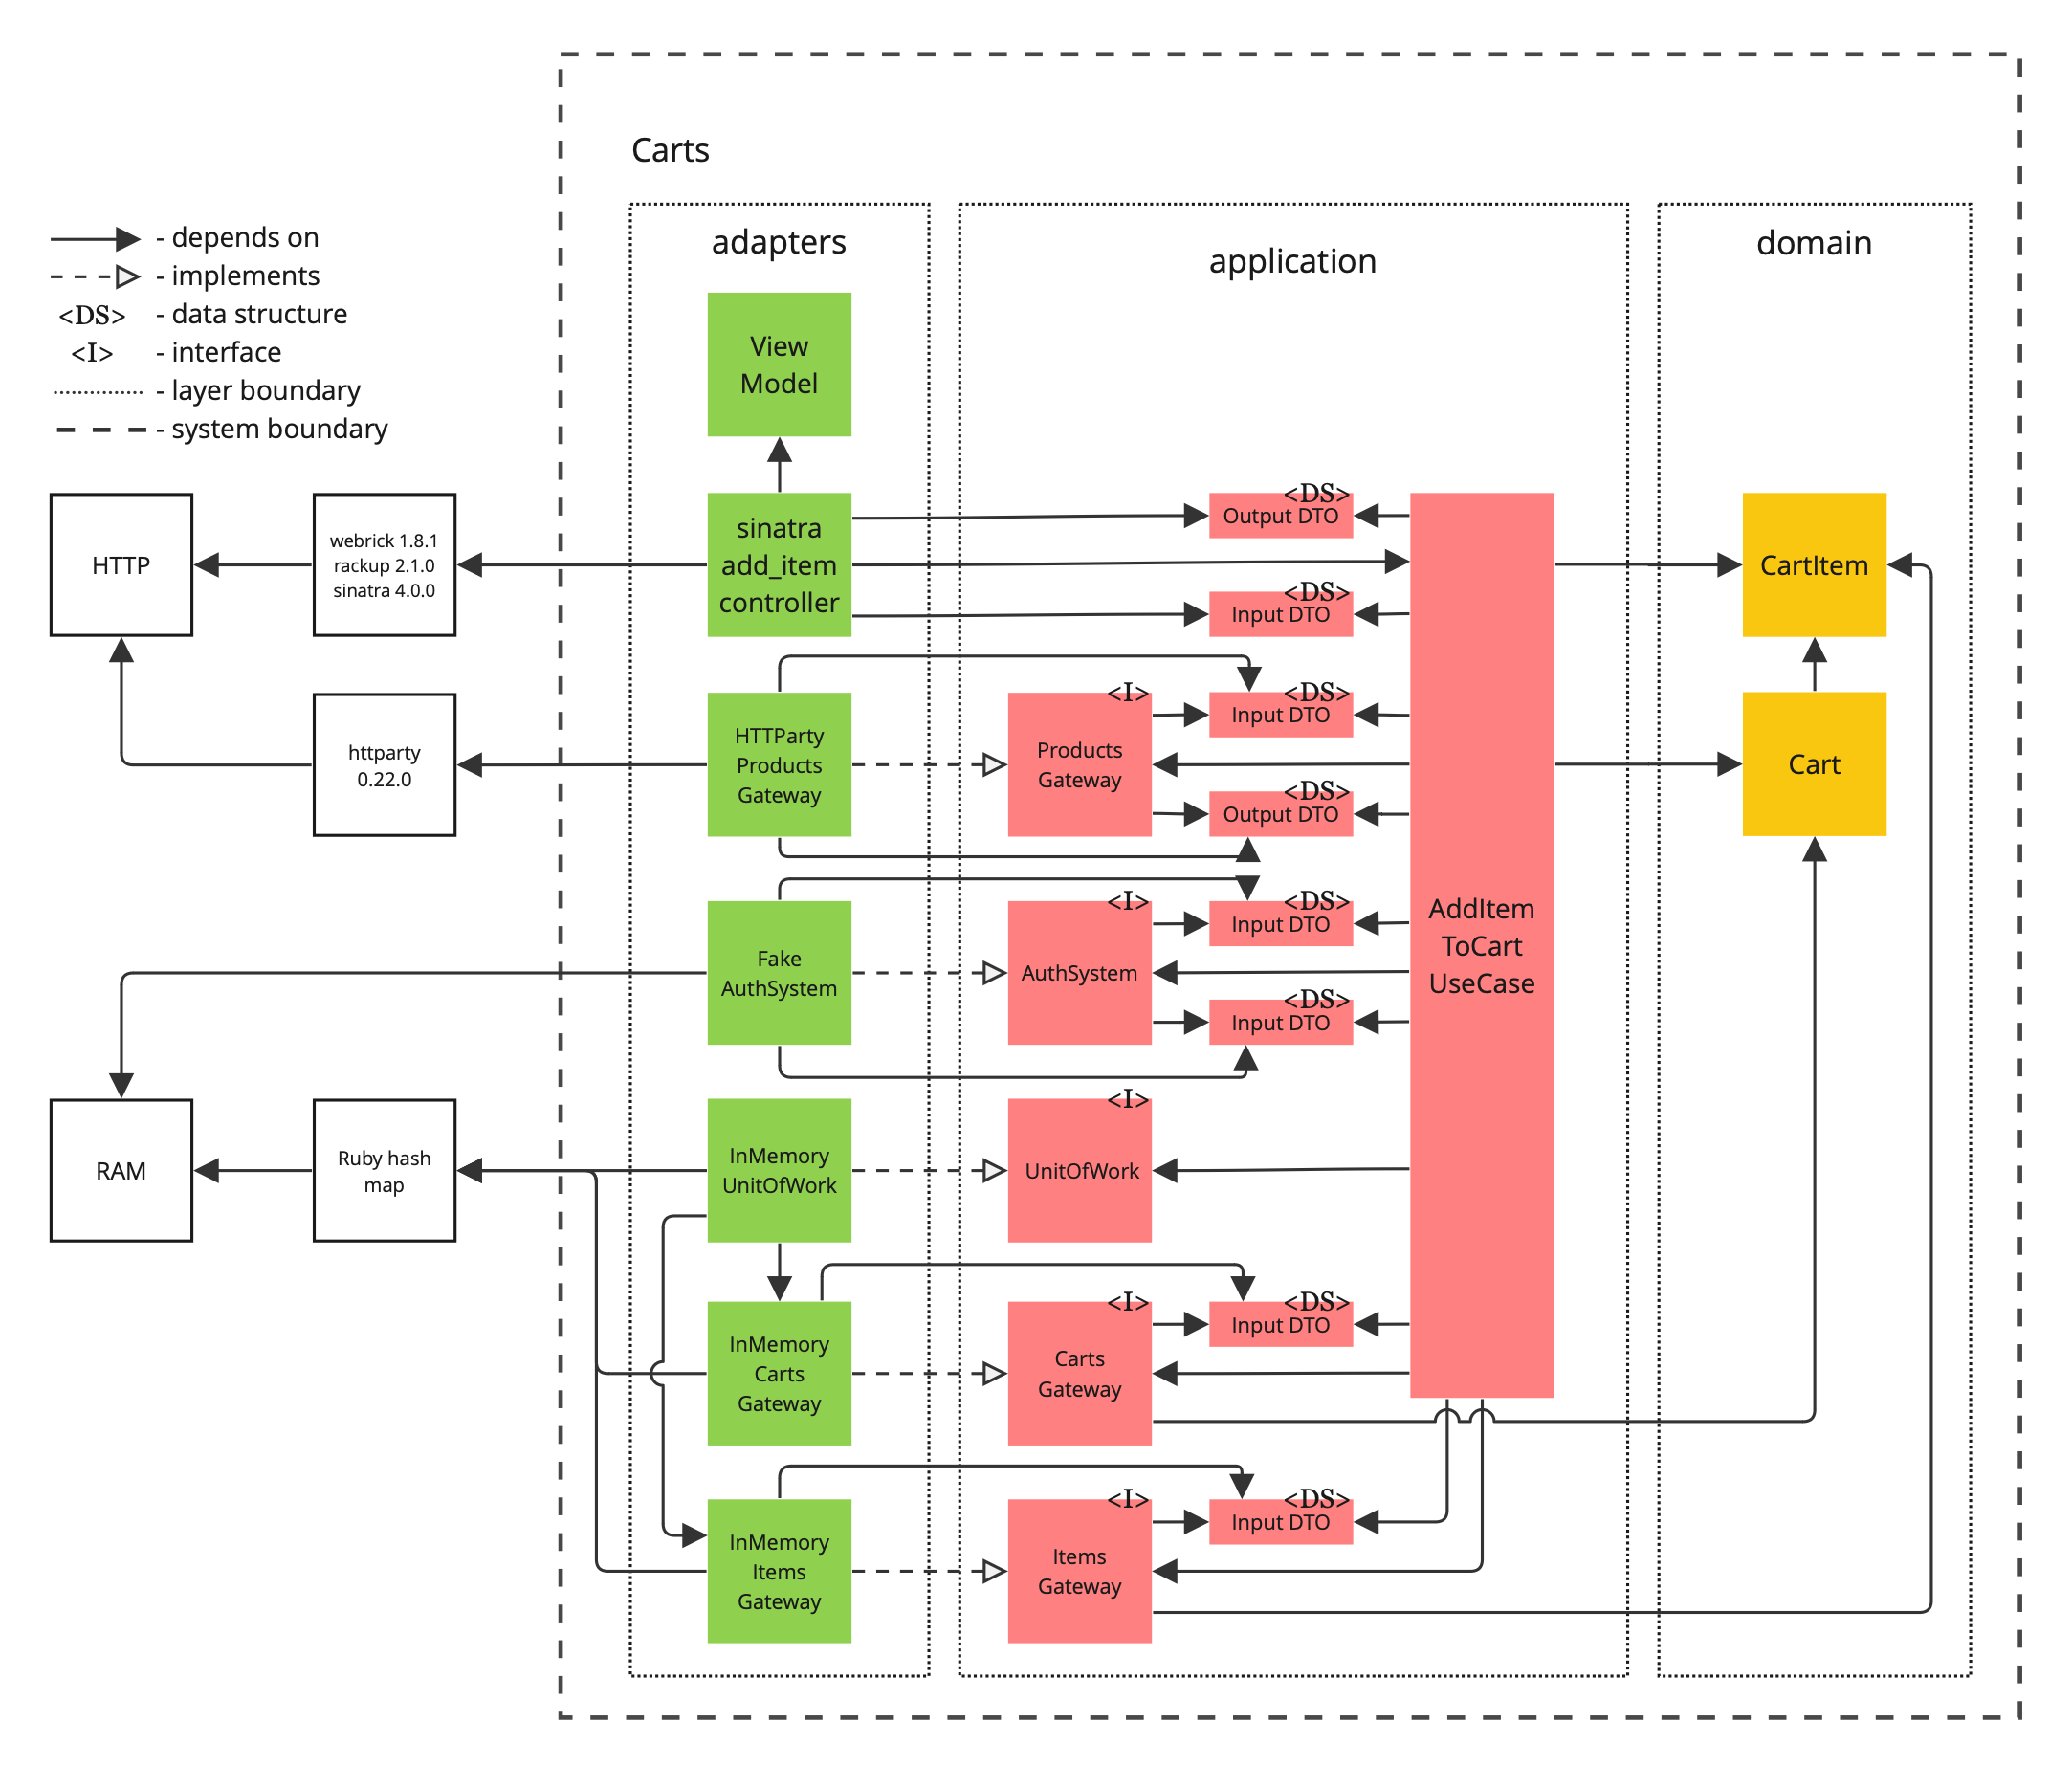 Carts
adapters
application
domain
- depends on
- implements
<DS> - data structure
<I> - interface
- layer boundary
- system boundary
View
Model
HTTP
webrick 1.8.1
rackup 2.1.0
sinatra 4.0.0
sinatra
add_item
controller
<DS>
Output DTO
<DS>
Input DTO
CartItem
httparty
0.22.0
HTTParty
Products
Gateway
<I>
Products
Gateway
<DS>
Input DTO
<DS>
Output DTO
Cart
AddItem
ToCart
UseCase
Fake
AuthSystem
<I>
AuthSystem
<DS>
Input DTO
<DS>
Input DTO
RAM
Ruby hash
map
InMemory
UnitOfWork
<I>
UnitOfWork
InMemory
Carts
Gateway
<I>
Carts
Gateway
<DS>
Input DTO
InMemory
Items
Gateway
<I>
Items
Gateway
<DS>
Input DTO